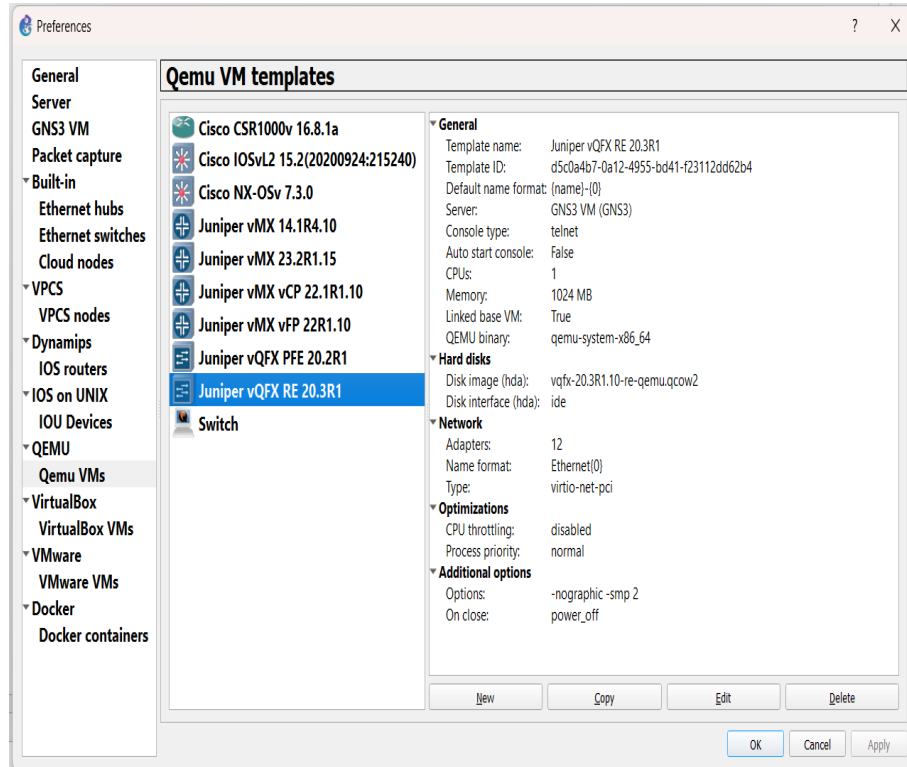 Preferences
?
X
General
Server
GNS3 VM
Packet capture
Built-in
Ethernet hubs
Ethernet switches
Cloud nodes
VPCS
VPCS nodes
Dynamips
IOS routers
IOS on UNIX
IOU Devices
QEMU
Qemu VMs
VirtualBox
VirtualBox VMs
VMware
VMware VMs
Docker
Docker containers
Qemu VM templates
Cisco CSR1000v 16.8.1a
Cisco IOSvL2 15.2(20200924:215240)
Cisco NX-OSv 7.3.0
Juniper vMX 14.1R4.10
Juniper vMX 23.2R1.15
Juniper vMX vCP 22.1R1.10
Juniper vMX vFP 22R1.10
Juniper vQFX PFE 20.2R1
Juniper vQFX RE 20.3R1
Switch
General
Template name: Juniper vQFX RE 20.3R1
Template ID: d5c0a4b7-0a12-4955-bd41-f23112dd62b4
Default name format: {name}-{0}
Server: GNS3 VM (GNS3)
Console type: telnet
Auto start console: False
CPUs: 1
Memory: 1024 MB
Linked base VM: True
QEMU binary: qemu-system-x86_64
Hard disks
Disk image (hda): vqfx-20.3R1.10-re-qemu.qcow2
Disk interface (hda): ide
Network
Adapters: 12
Name format: Ethernet{0}
Type: virtio-net-pci
Optimizations
CPU throttling: disabled
Process priority: normal
Additional options
Options: -nographic -smp 2
On close: power_off
New Copy Edit Delete
OK Cancel Apply